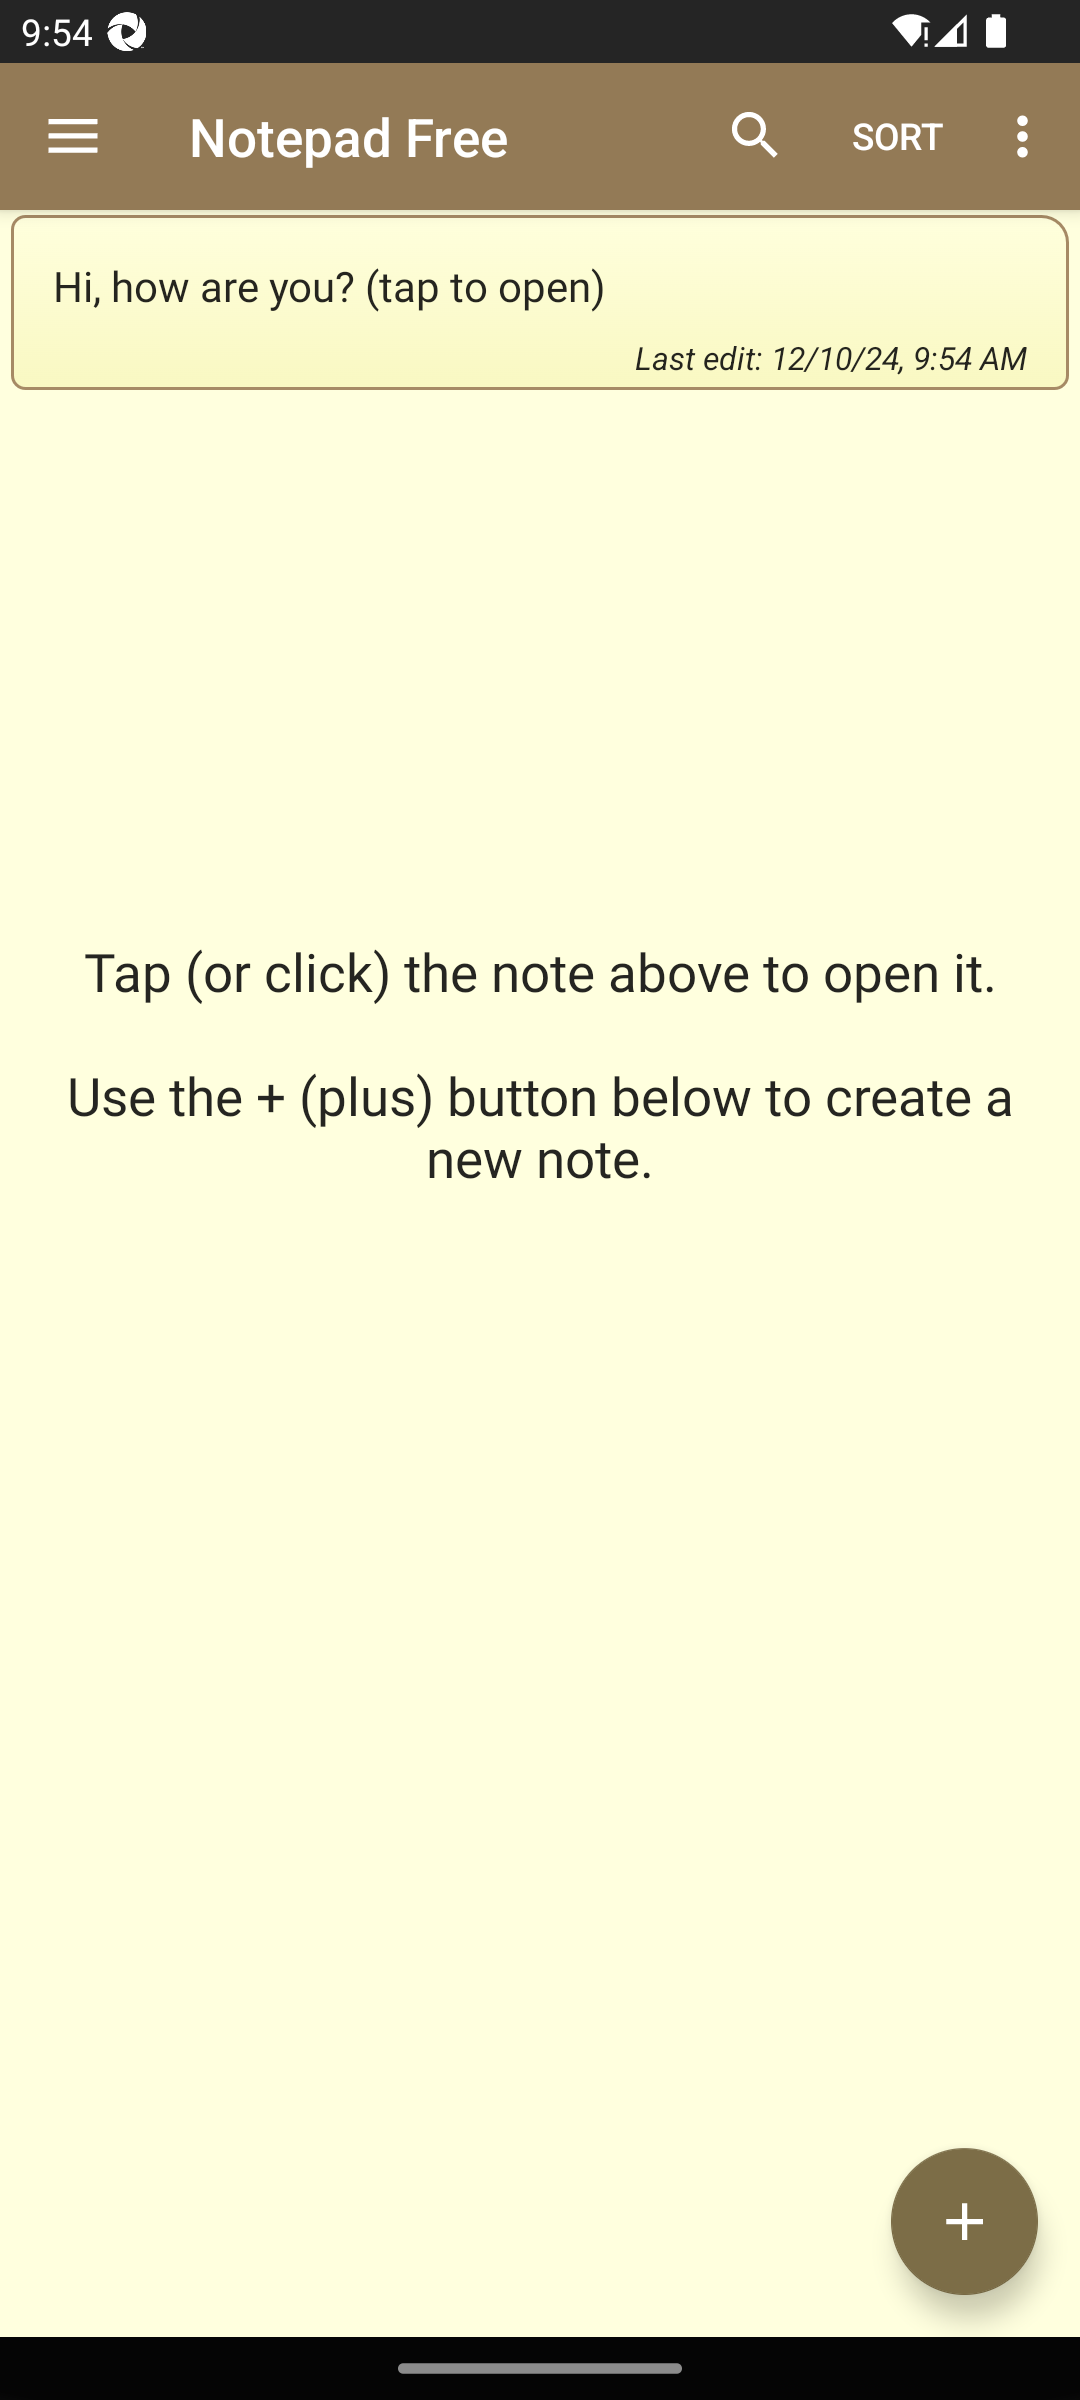 9:54
Notepad Free
SORT
Hi, how are you? (tap to open)
Last edit: 12/10/24, 9:54 AM
Tap (or click) the note above to open it.
Use the + (plus) button below to create a
new note.